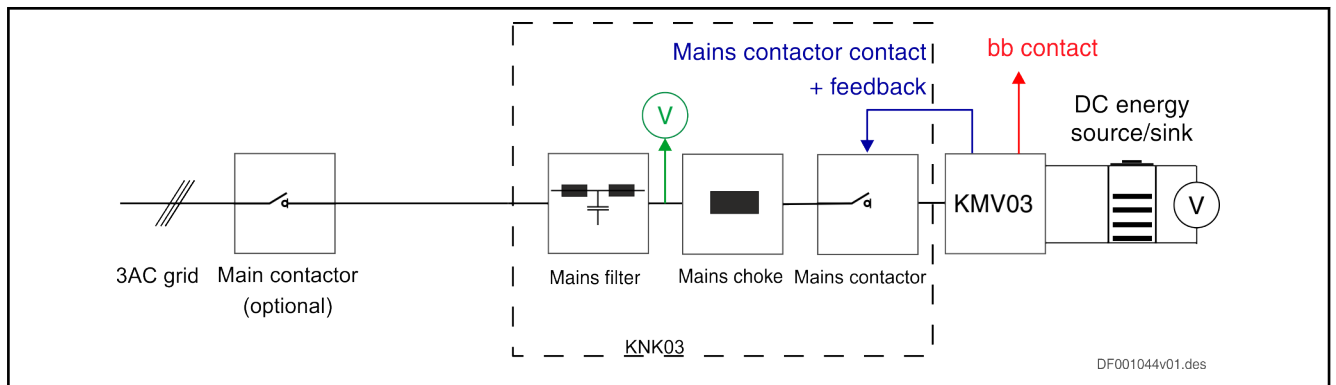 Mains contactor contact
+ feedback
bb contact
DC energy
source/sink
V
KMV03
V
3AC grid
Main contactor
(optional)
Mains filter
Mains choke
Mains contactor
KNK03
DF001044v01.des